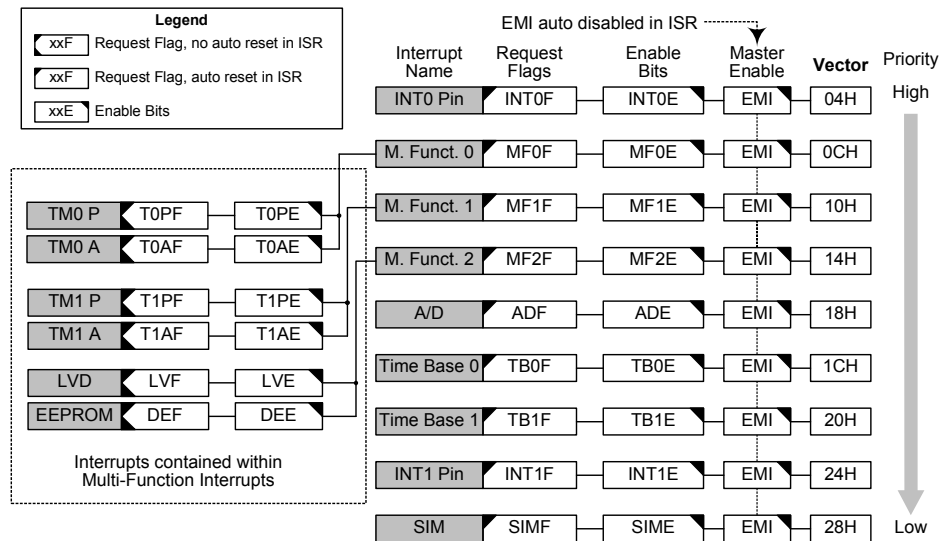 Legend
xxF Request Flag, no auto reset in ISR
xxF Request Flag, auto reset in ISR
xxE Enable Bits
EMI auto disabled in ISR
Interrupt Name Request Flags Enable Bits Master Enable Vector Priority
INT0 Pin INT0F INT0E EMI 04H High
M. Funct. 0 MF0F MF0E EMI 0CH
M. Funct. 1 MF1F MF1E EMI 10H
M. Funct. 2 MF2F MF2E EMI 14H
A/D ADF ADE EMI 18H
Time Base 0 TB0F TB0E EMI 1CH
Time Base 1 TB1F TB1E EMI 20H
INT1 Pin INT1F INT1E EMI 24H
SIM SIMF SIME EMI 28H Low
TM0 P T0PF T0PE
TM0 A T0AF T0AE
TM1 P T1PF T1PE
TM1 A T1AF T1AE
LVD LVF LVE
EEPROM DEF DEE
Interrupts contained within
Multi-Function Interrupts